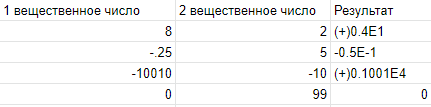 1 вещественное число 2 вещественное число Результат
8 2 (+)0.4E1
-.25 5 -0.5E-1
-10010 -10 (+)0.1001E4
0 99 0